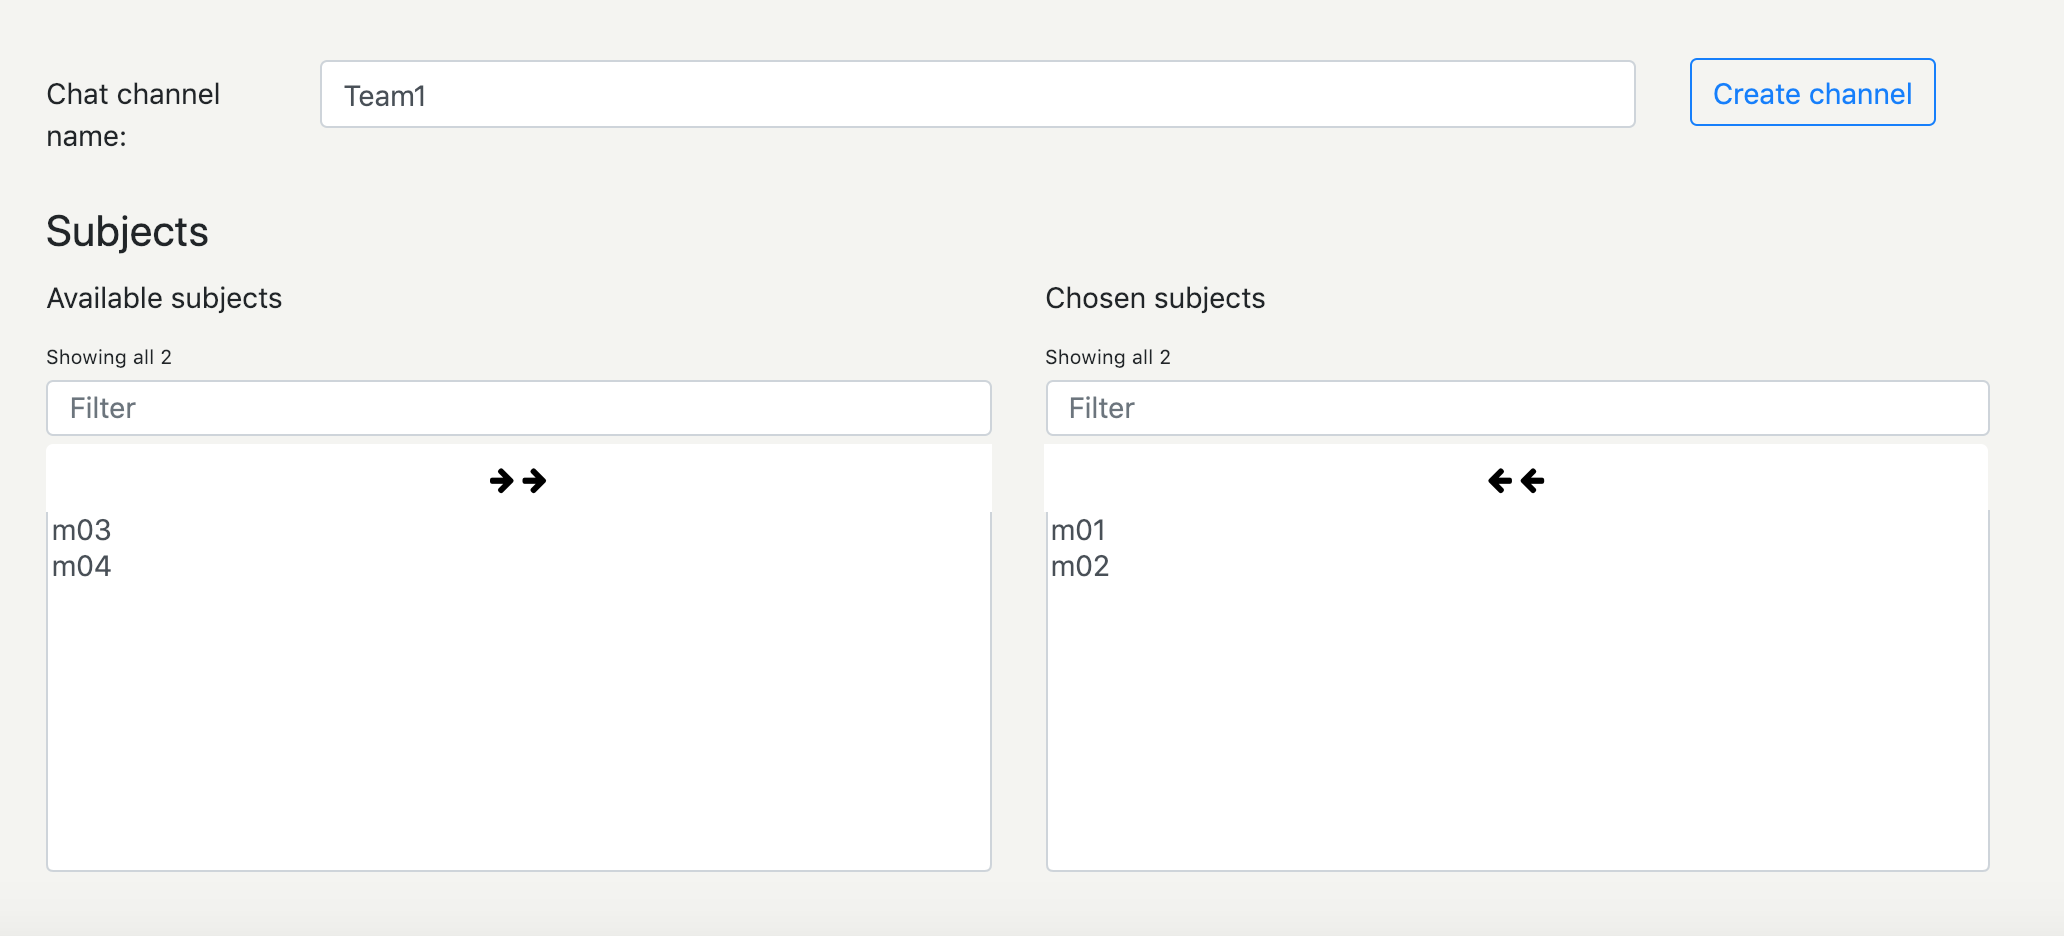 Chat channel
name:
Team1
Create channel
Subjects
Available subjects
Showing all 2
Filter
m03
m04
Chosen subjects
Showing all 2
Filter
m01
m02